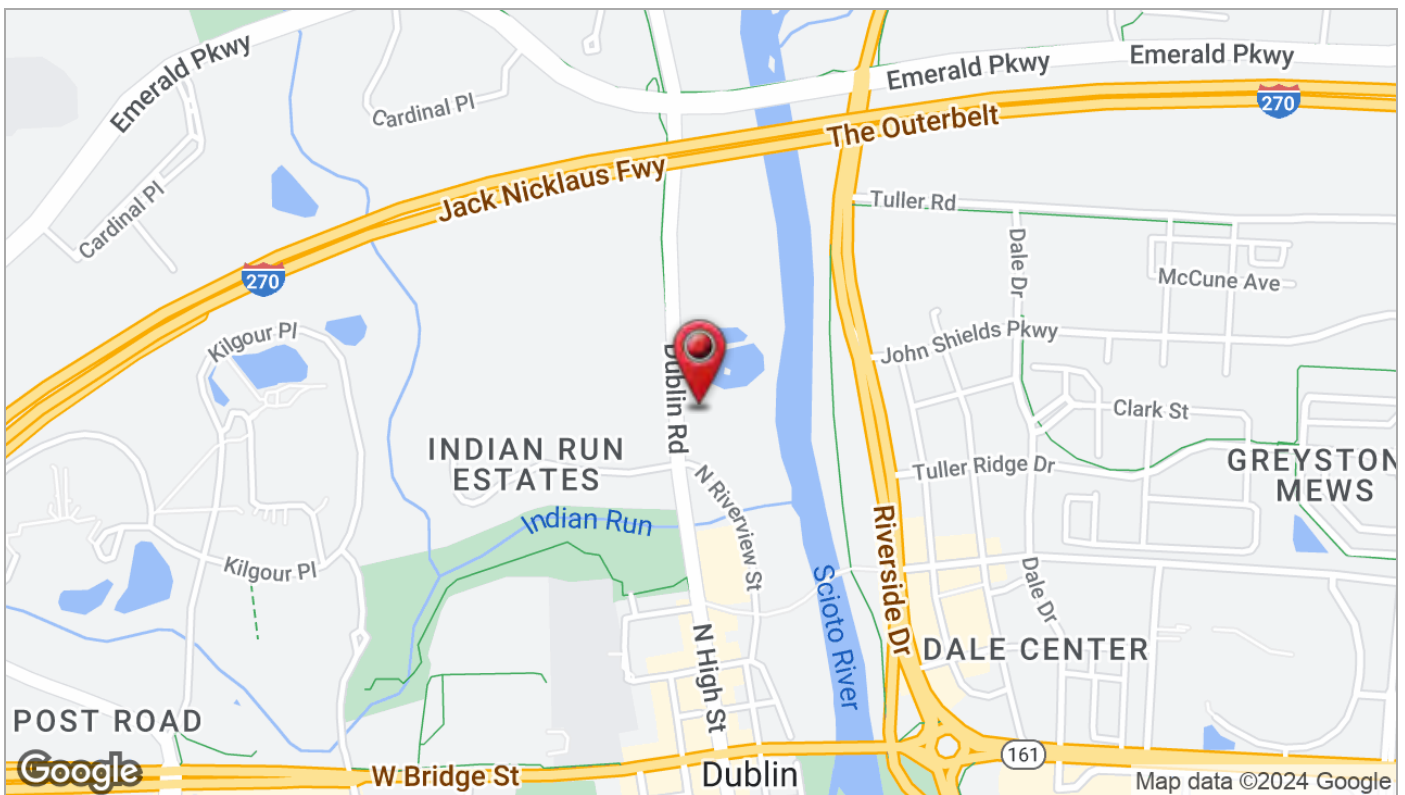 Emerald Pkwy
Emerald Pkwy
Emerald Pkwy
Cardinal Pl
The Outerbelt
270
Jack Nicklaus Fwy
Cardinal Pl
Tuller Rd
Dale Dr
270
McCune Ave
Kilgour Pl
John Shields Pkwy
Dublin Rd
Clark St
INDIAN RUN
ESTATES
Tuller Ridge Dr
GREYSTON
MEWS
N Riverview St
Indian Run
Riverside Dr
Kilgour Pl
Scioto River
Dale Dr
N High St
DALE CENTER
POST ROAD
161
Google
W Bridge St
Dublin
Map data ©2024 Google